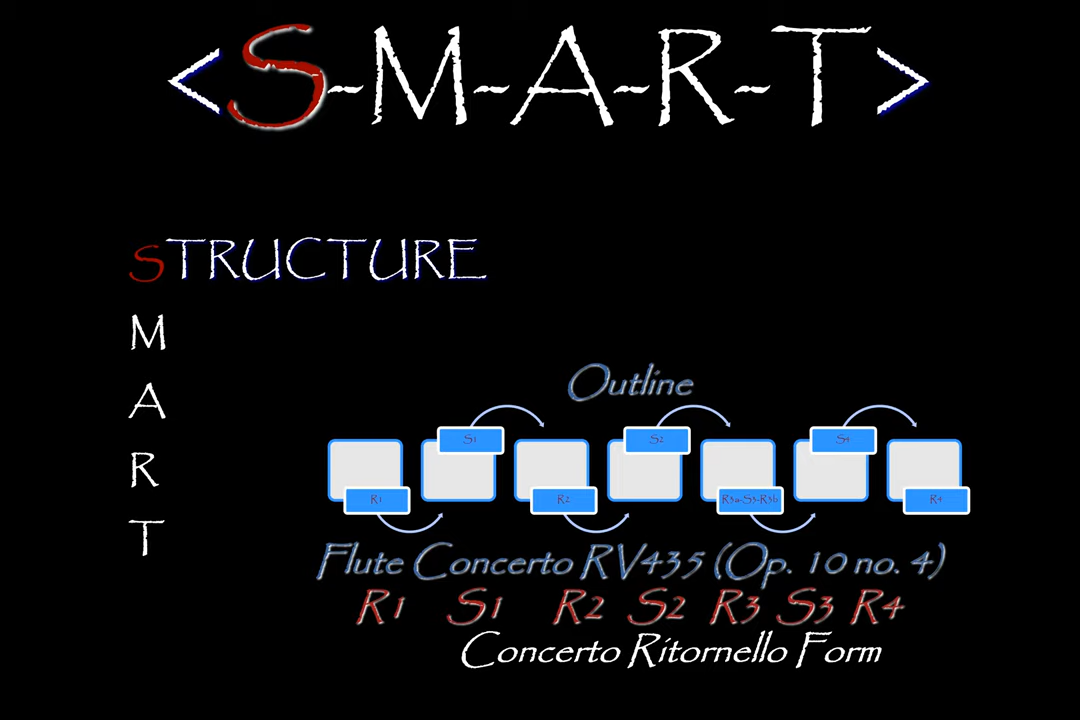 <S-M-A-R-T>
STRUCTURE
M
A
R
T
Outline
S1 S2 S4
R1 R2 R3a-S3-R3b R4
Flute Concerto RV435 (Op. 10 no. 4)
R1 S1 R2 S2 R3 S3 R4
Concerto Ritornello Form